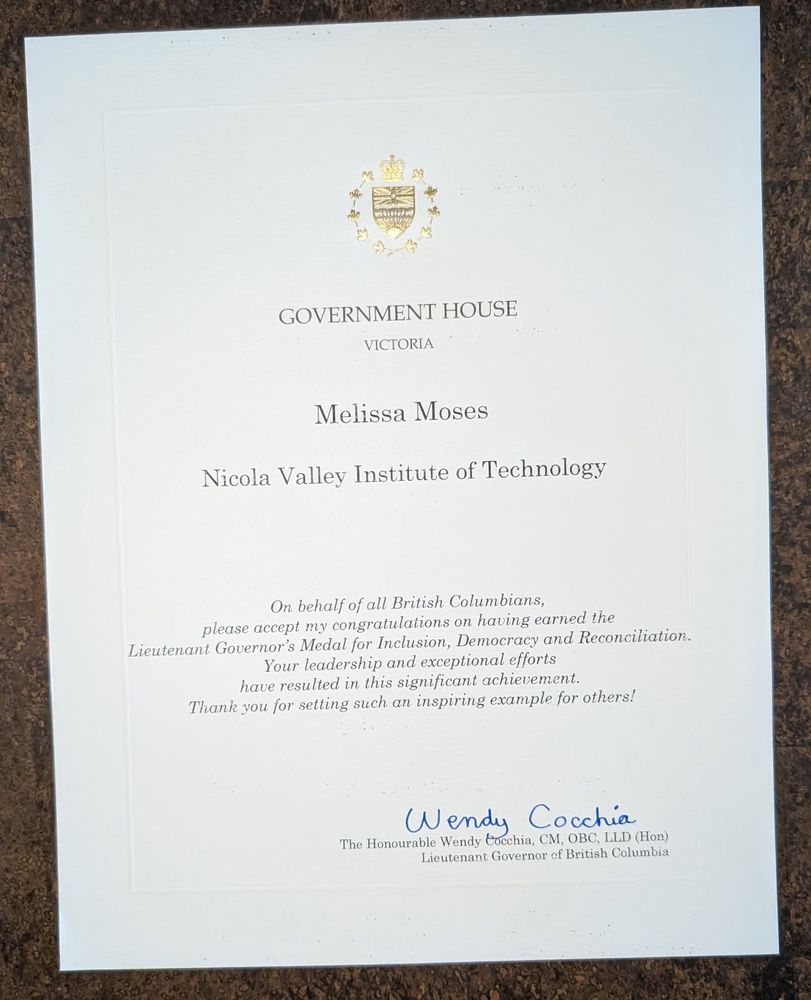 GOVERNMENT HOUSE
VICTORIA
Melissa Moses
Nicola Valley Institute of Technology
On behalf of all British Columbians,
please accept my congratulations on having earned the
Lieutenant Governor's Medal for Inclusion, Democracy and Reconciliation.
Your leadership and exceptional efforts
have resulted in this significant achievement.
Thank you for setting such an inspiring example for others!
Wendy Cocchia
The Honourable Wendy Cocchia, CM, OBC, LLD (Hon)
Lieutenant Governor of British Columbia